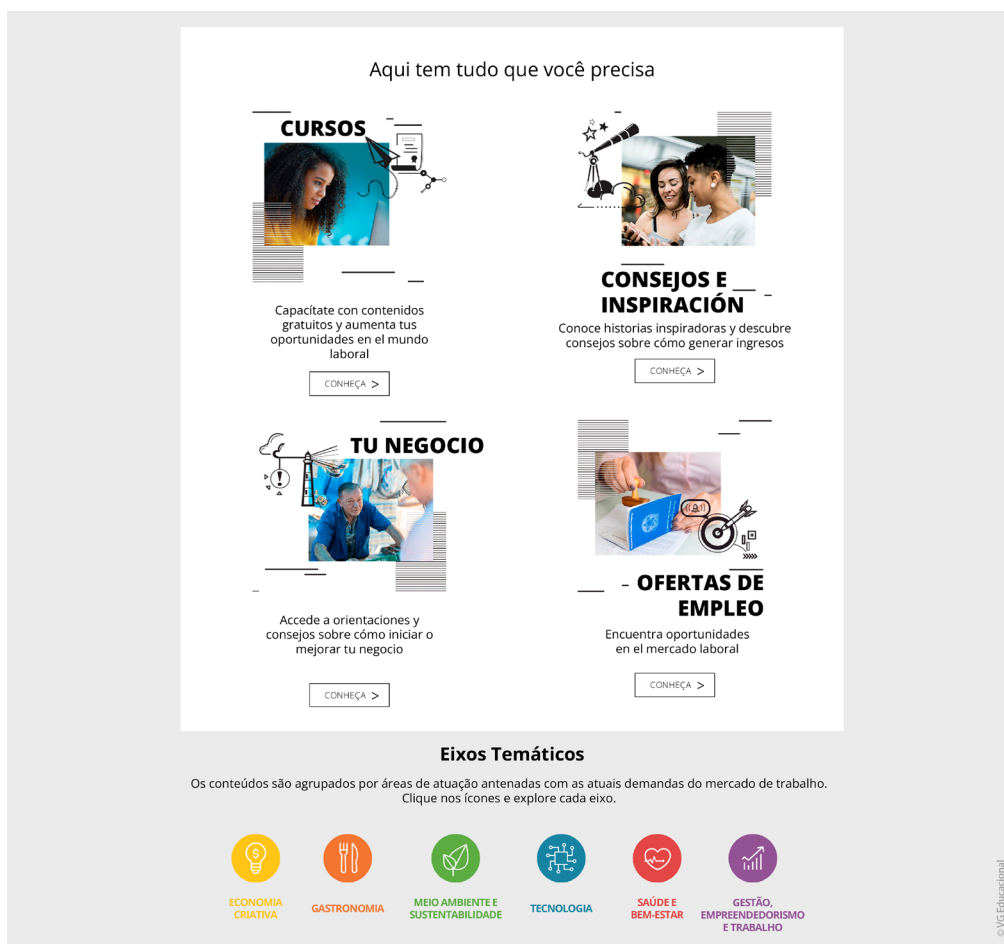 Aqui tem tudo que você precisa
CURSOS
Capacítate con contenidos
gratuitos y aumenta tus
oportunidades en el mundo
laboral
CONHEÇA >
CONSEJOS E
INSPIRACIÓN
Conoce historias inspiradoras y descubre
consejos sobre cómo generar ingresos
CONHEÇA >
TU NEGOCIO
Accede a orientaciones y
consejos sobre cómo iniciar o
mejorar tu negocio
CONHEÇA >
OFERTAS DE
EMPLEO
Encuentra oportunidades
en el mercado laboral
CONHEÇA >
Eixos Temáticos
Os conteúdos são agrupados por áreas de atuação antenadas com as atuais demandas do mercado de trabalho.
Clique nos ícones e explore cada eixo.
ECONOMIA
CRIATIVA
GASTRONOMIA
MEIO AMBIENTE E
SUSTENTABILIDADE
TECNOLOGIA
SAÚDE E
BEM-ESTAR
GESTÃO,
EMPREENDEDORISMO
E TRABALHO
©VG Educacional